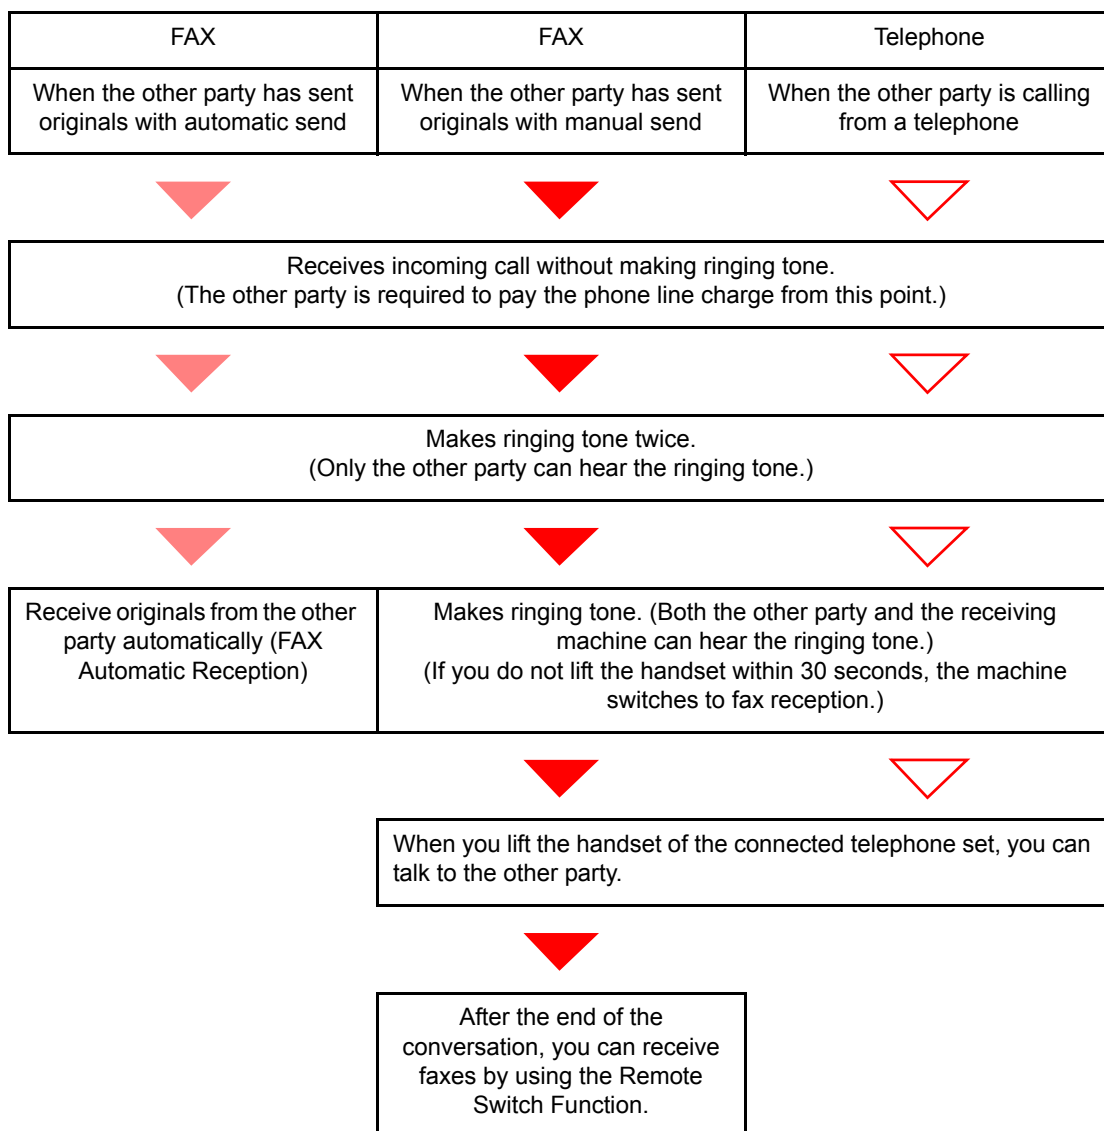 FAX
FAX
Telephone
When the other party has sent
originals with automatic send
When the other party has sent
originals with manual send
When the other party is calling
from a telephone
Receives incoming call without making ringing tone.
(The other party is required to pay the phone line charge from this point.)
Makes ringing tone twice.
(Only the other party can hear the ringing tone.)
Receive originals from the other
party automatically (FAX
Automatic Reception)
Makes ringing tone. (Both the other party and the receiving
machine can hear the ringing tone.)
(If you do not lift the handset within 30 seconds, the machine
switches to fax reception.)
When you lift the handset of the connected telephone set, you can
talk to the other party.
After the end of the
conversation, you can receive
faxes by using the Remote
Switch Function.